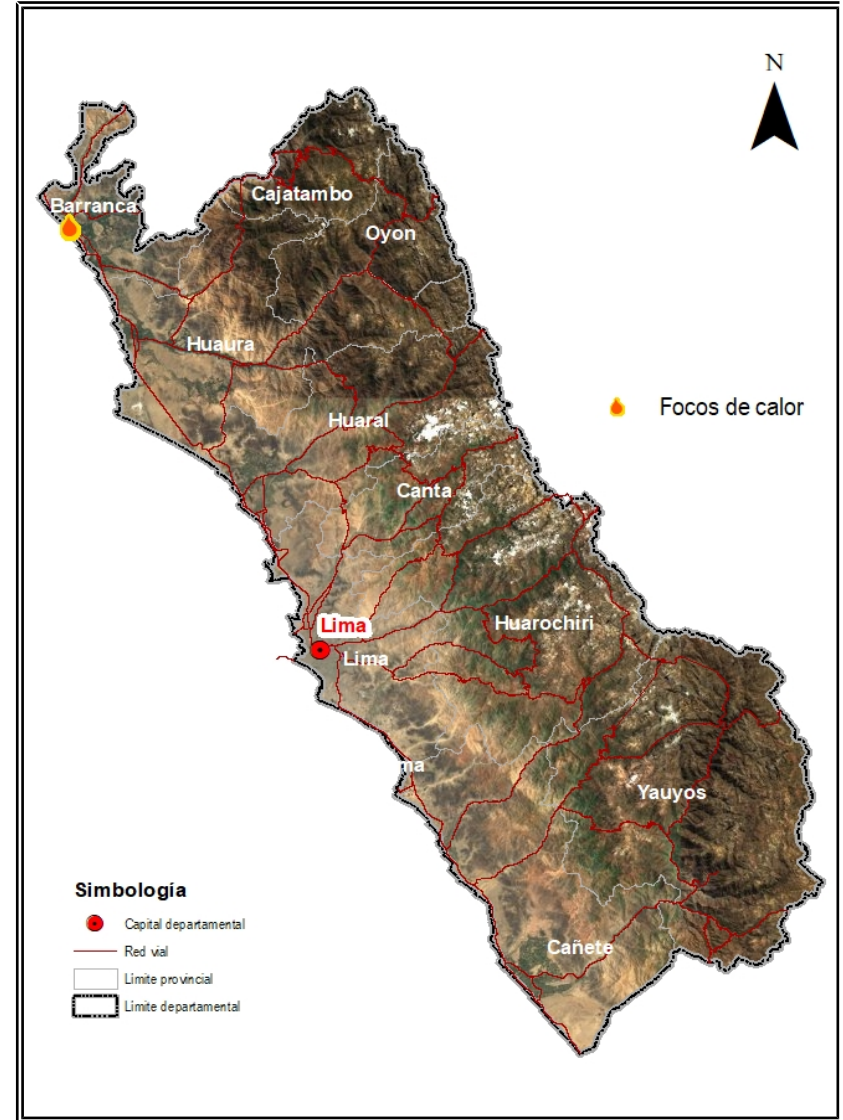 N
Barranca
Cajatambo
Oyon
Huaura
Focos de calor
Huaral
Canta
Huarochiri
Lima
Lima
ma
Yauyos
Simbología
Capital departamental
Red vial
Limite provincial
Limite departamental
Cañete